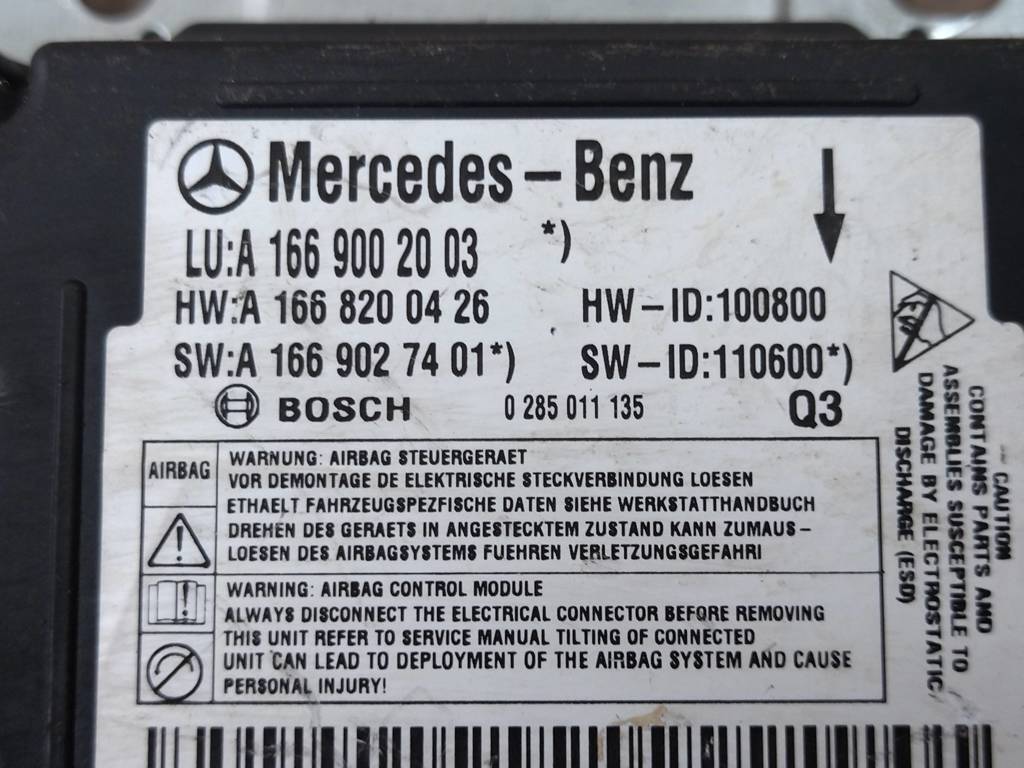 Mercedes-Benz
LU:A 166 900 20 03 *)
HW:A 166 820 04 26 HW-ID:100800
SW:A 166 902 74 01*) SW-ID:110600*)
BOSCH 0 285 011 135 Q3
AIRBAG
WARNUNG: AIRBAG STEUERGERAET
VOR DEMONTAGE DE ELEKTRISCHE STECKVERBINDUNG LOESEN
ETHAELT FAHRZEUGSPEZFISCHE DATEN SIEHE WERKSTATTHANDBUCH
DREHEN DES GERAETS IN ANGESTECKTEM ZUSTAND KANN ZUMAUS-
LOESEN DES AIRBAGSYSTEMS FUEHREN VERLETZUNGSGEFAHRI
WARNING: AIRBAG CONTROL MODULE
ALWAYS DISCONNECT THE ELECTRICAL CONNECTOR BEFORE REMOVING
THIS UNIT REFER TO SERVICE MANUAL TILTING OF CONNECTED
UNIT CAN LEAD TO DEPLOYMENT OF THE AIRBAG SYSTEM AND CAUSE
PERSONAL INJURY!
CAUTION
CONTAINS PARTS AMD
ASSEMBLIES SUSCEPTIBLE TO
DAMAGE BY ELECTROSTATIC
DISCHARGE (ESD)